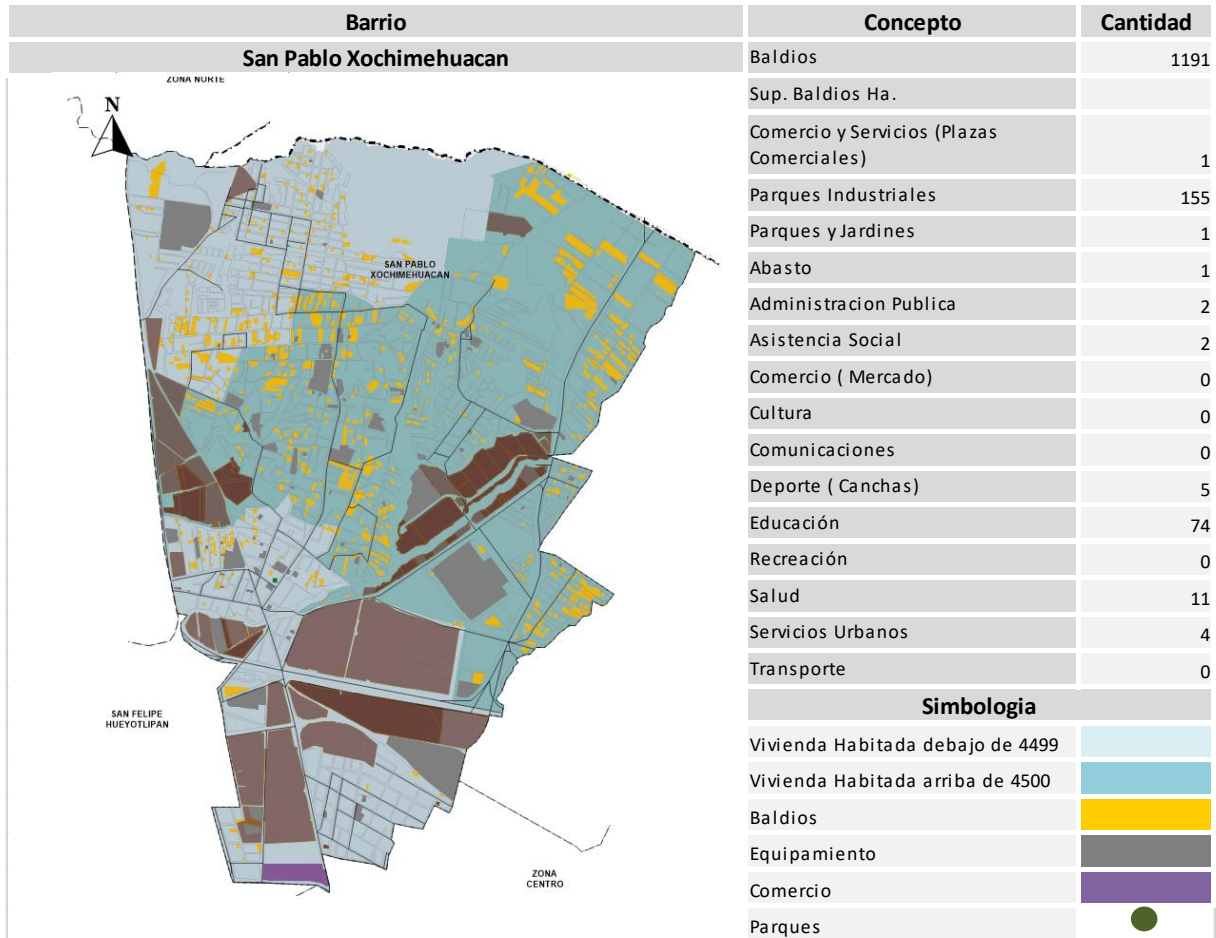 Barrio
Concepto
Cantidad
San Pablo Xochimehuacan
Baldios 1191
Sup. Baldios Ha.
Comercio y Servicios (Plazas
Comerciales) 1
Parques Industriales 155
Parques y Jardines 1
Abasto 1
Administracion Publica 2
Asistencia Social 2
Comercio ( Mercado) 0
Cultura 0
Comunicaciones 0
Deporte ( Canchas) 5
Educación 74
Recreación 0
Salud 11
Servicios Urbanos 4
Transporte 0
Simbologia
Vivienda Habitada debajo de 4499
Vivienda Habitada arriba de 4500
Baldios
Equipamiento
Comercio
Parques
ZONA NORTE
N
SAN PABLO
XOCHIMEHUACAN
SAN FELIPE
HUEYOTLIPAN
ZONA
CENTRO